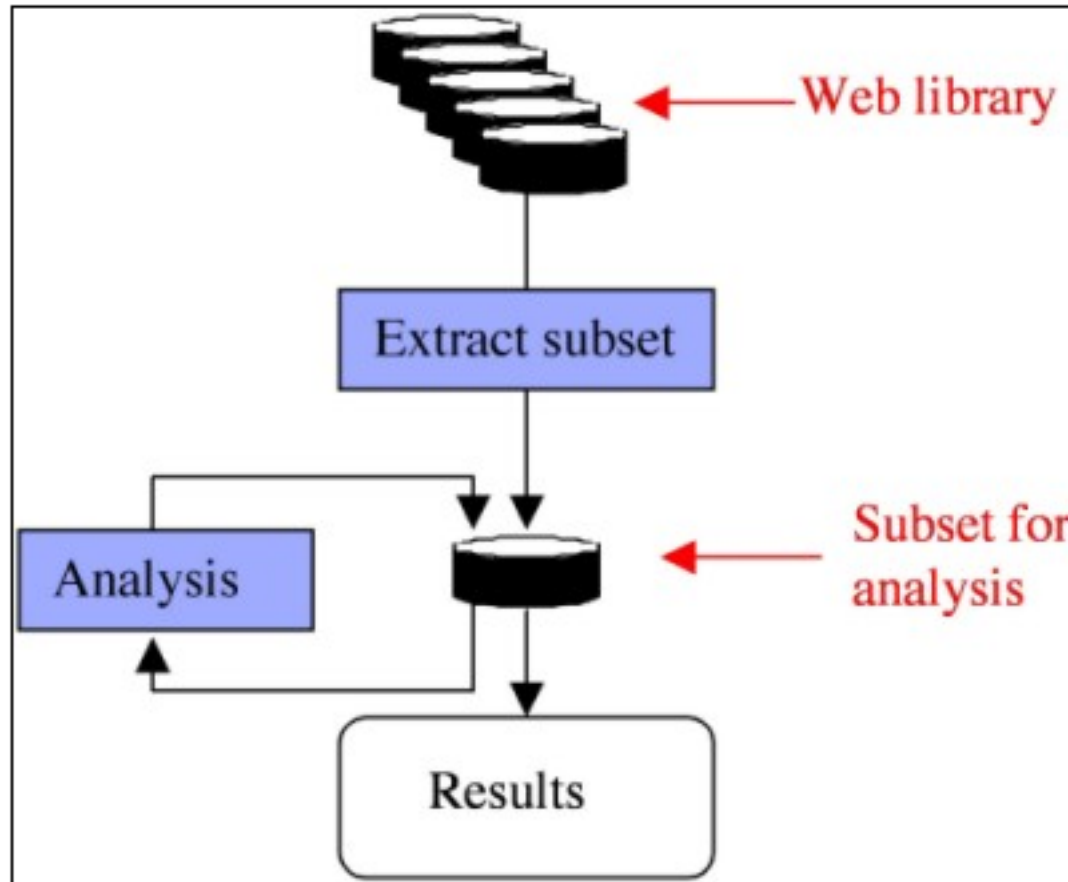 Web library
Extract subset
Subset for
analysis
Analysis
Results